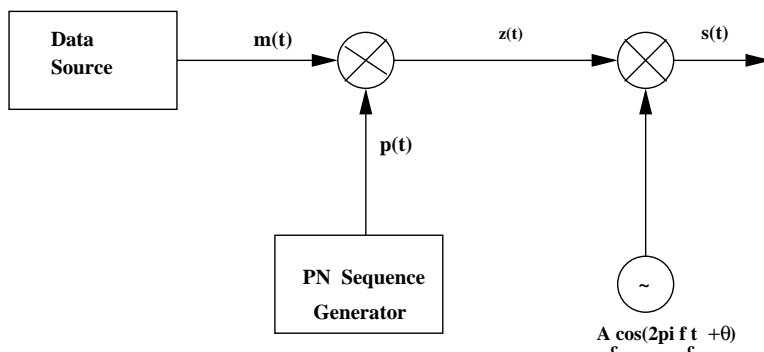 Data
Source
m(t)
z(t)
s(t)
p(t)
PN Sequence
Generator
~
A cos(2pi f t +θ)
f f